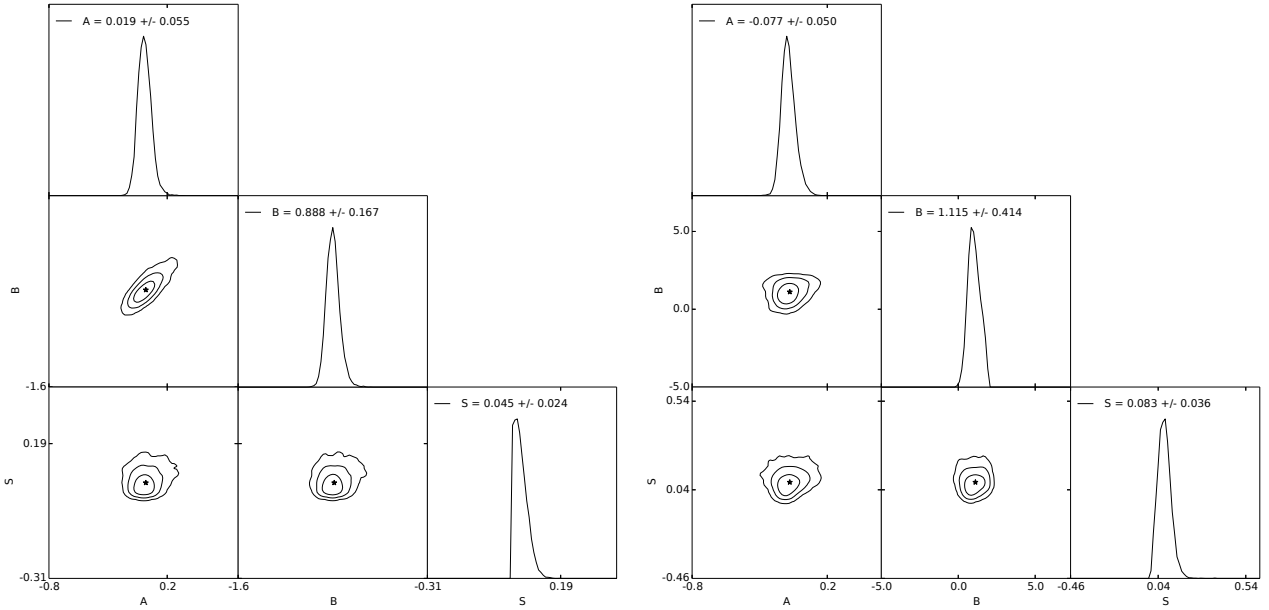 A = 0.019 +/- 0.055
A = -0.077 +/- 0.050
B = 0.888 +/- 0.167
B = 1.115 +/- 0.414
5.0
B
B
0.0
-1.6
-5.0
S = 0.045 +/- 0.024
S = 0.083 +/- 0.036
0.54
0.19
S
S
0.04
-0.31
-0.46
-0.8 0.2 -1.6 -0.31 0.19
-0.8 0.2 -5.0 0.0 5.0 -0.46 0.04 0.54
A B S
A B S